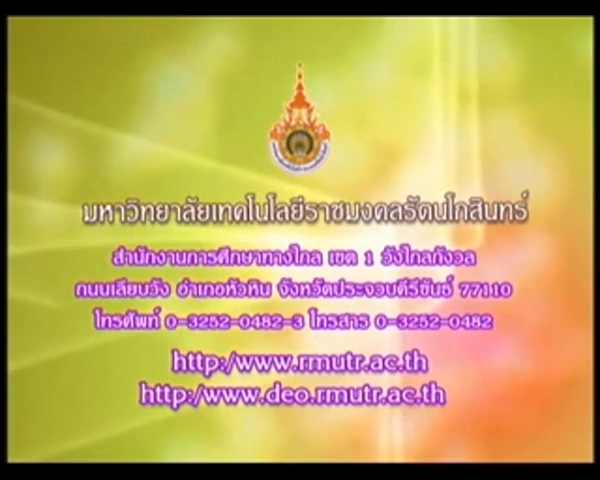 มหาวิทยาลัยเทคโนโลยีราชมงคลรัตนโกสินทร์
สำนักงานการศึกษาทางไกล เขต 1 วังไกลกังวล
ถนนเลียบวัง อำเภอหัวหิน จังหวัดประจวบคีรีขันธ์ 77110
โทรศัพท์ 0-3252-0482-3 โทรสาร 0-3252-0482
http:/www.rmutr.ac.th
http:/www.deo.rmutr.ac.th